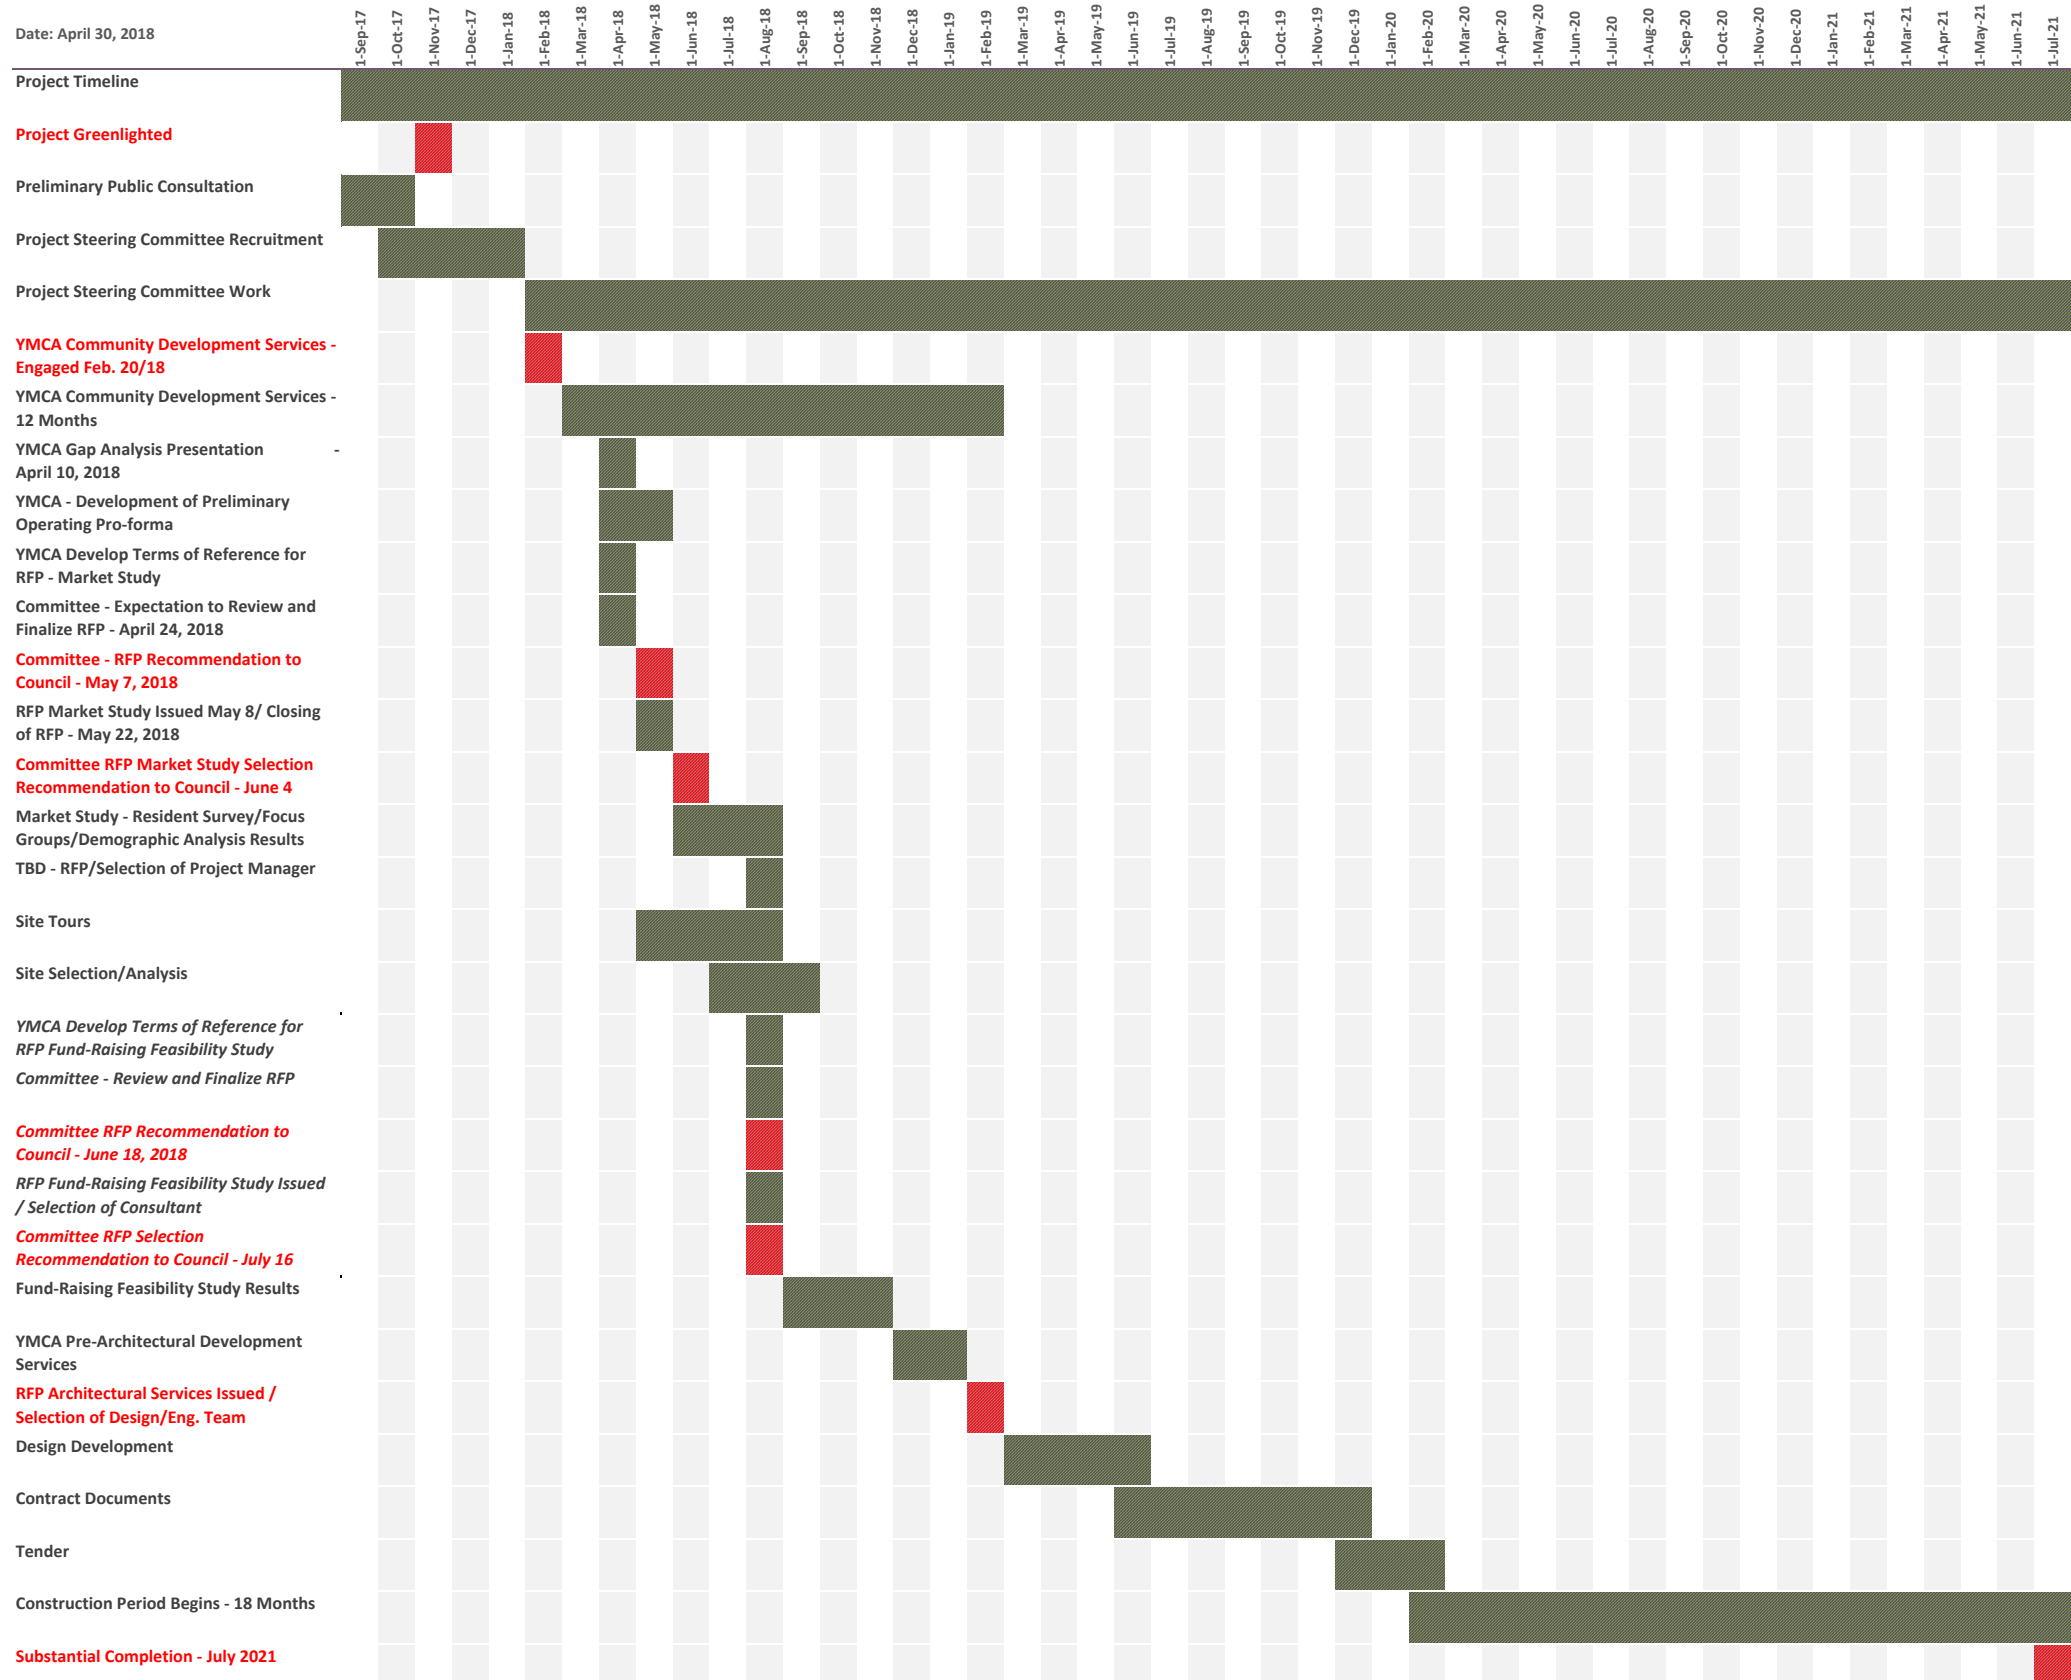 Date: April 30, 2018
1-Sep-17
1-Oct-17
1-Nov-17
1-Dec-17
1-Jan-18
1-Feb-18
1-Mar-18
1-Apr-18
1-May-18
1-Jun-18
1-Jul-18
1-Aug-18
1-Sep-18
1-Oct-18
1-Nov-18
1-Dec-18
1-Jan-19
1-Feb-19
1-Mar-19
1-Apr-19
1-May-19
1-Jun-19
1-Jul-19
1-Aug-19
1-Sep-19
1-Oct-19
1-Nov-19
1-Dec-19
1-Jan-20
1-Feb-20
1-Mar-20
1-Apr-20
1-May-20
1-Jun-20
1-Jul-20
1-Aug-20
1-Sep-20
1-Oct-20
1-Nov-20
1-Dec-20
1-Jan-21
1-Feb-21
1-Mar-21
1-Apr-21
1-May-21
1-Jun-21
1-Jul-21
Project Timeline
Project Greenlighted
Preliminary Public Consultation
Project Steering Committee Recruitment
Project Steering Committee Work
YMCA Community Development Services -
Engaged Feb. 20/18
YMCA Community Development Services -
12 Months
YMCA Gap Analysis Presentation -
April 10, 2018
YMCA - Development of Preliminary
Operating Pro-forma
YMCA Develop Terms of Reference for
RFP - Market Study
Committee - Expectation to Review and
Finalize RFP - April 24, 2018
Committee - RFP Recommendation to
Council - May 7, 2018
RFP Market Study Issued May 8/ Closing
of RFP - May 22, 2018
Committee RFP Market Study Selection
Recommendation to Council - June 4
Market Study - Resident Survey/Focus
Groups/Demographic Analysis Results
TBD - RFP/Selection of Project Manager
Site Tours
Site Selection/Analysis
YMCA Develop Terms of Reference for
RFP Fund-Raising Feasibility Study
Committee - Review and Finalize RFP
Committee RFP Recommendation to
Council - June 18, 2018
RFP Fund-Raising Feasibility Study Issued
/ Selection of Consultant
Committee RFP Selection
Recommendation to Council - July 16
Fund-Raising Feasibility Study Results
YMCA Pre-Architectural Development
Services
RFP Architectural Services Issued /
Selection of Design/Eng. Team
Design Development
Contract Documents
Tender
Construction Period Begins - 18 Months
Substantial Completion - July 2021